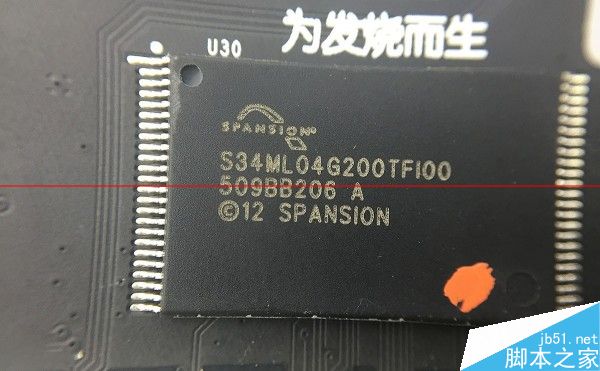 U30 为发烧而生
SPANSION®
S34ML04G200TFI00
509BB206 A
©12 SPANSION
jb51.net
脚本之家